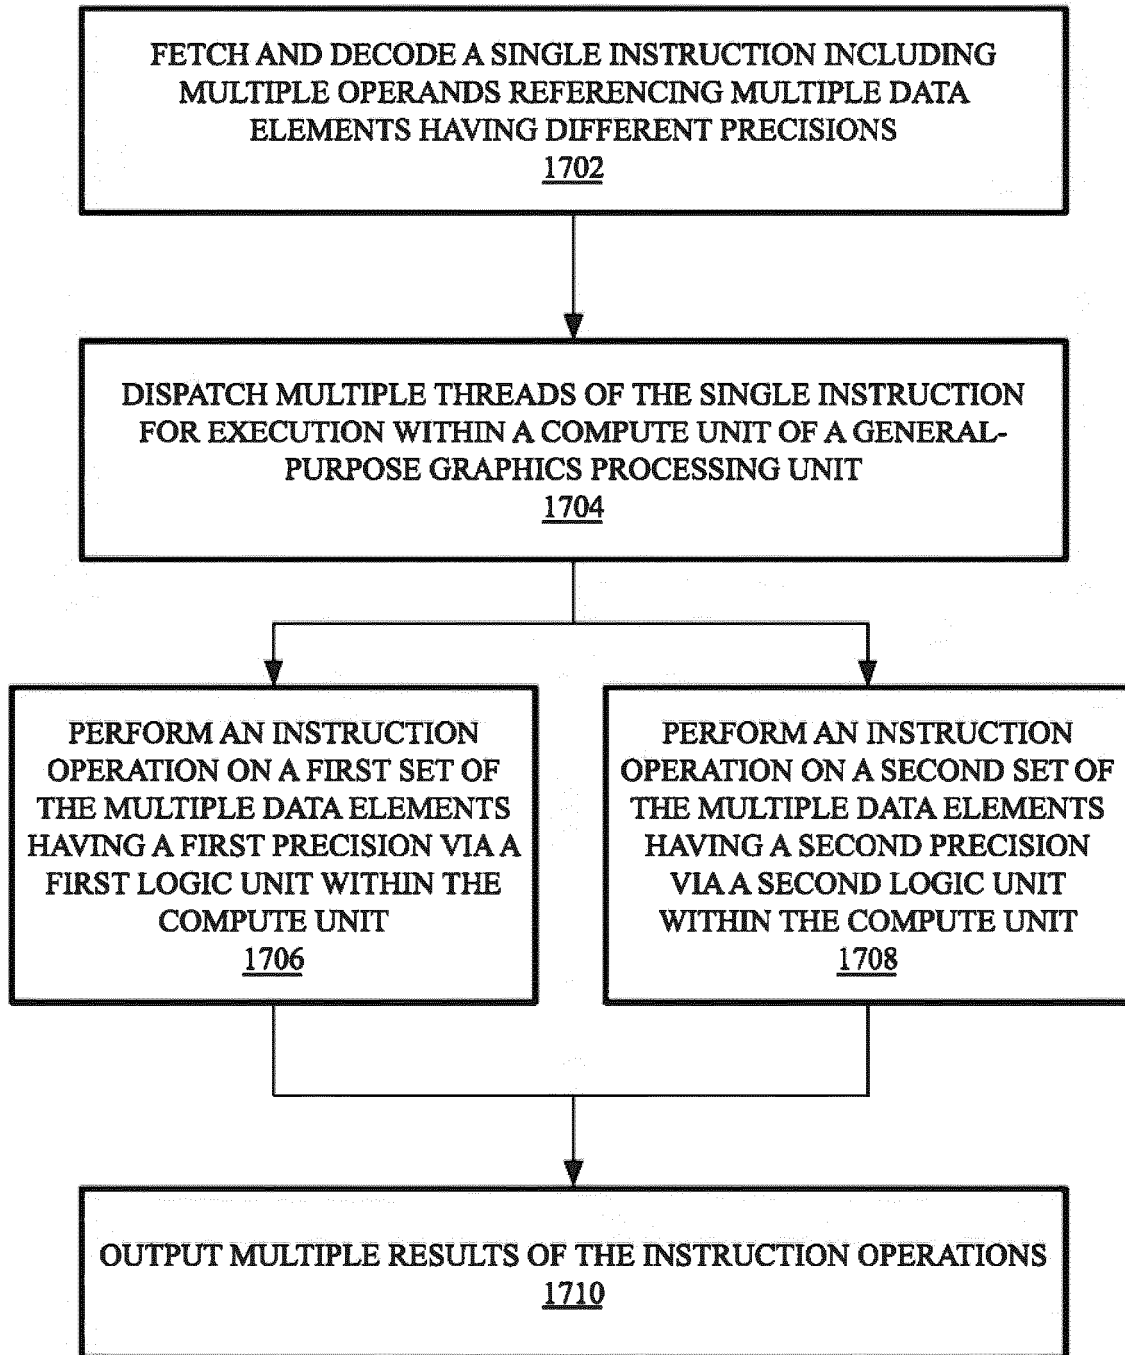 FETCH AND DECODE A SINGLE INSTRUCTION INCLUDING
MULTIPLE OPERANDS REFERENCING MULTIPLE DATA
ELEMENTS HAVING DIFFERENT PRECISIONS
1702
DISPATCH MULTIPLE THREADS OF THE SINGLE INSTRUCTION
FOR EXECUTION WITHIN A COMPUTE UNIT OF A GENERAL-
PURPOSE GRAPHICS PROCESSING UNIT
1704
PERFORM AN INSTRUCTION
OPERATION ON A FIRST SET OF
THE MULTIPLE DATA ELEMENTS
HAVING A FIRST PRECISION VIA A
FIRST LOGIC UNIT WITHIN THE
COMPUTE UNIT
1706
PERFORM AN INSTRUCTION
OPERATION ON A SECOND SET OF
THE MULTIPLE DATA ELEMENTS
HAVING A SECOND PRECISION
VIA A SECOND LOGIC UNIT
WITHIN THE COMPUTE UNIT
1708
OUTPUT MULTIPLE RESULTS OF THE INSTRUCTION OPERATIONS
1710